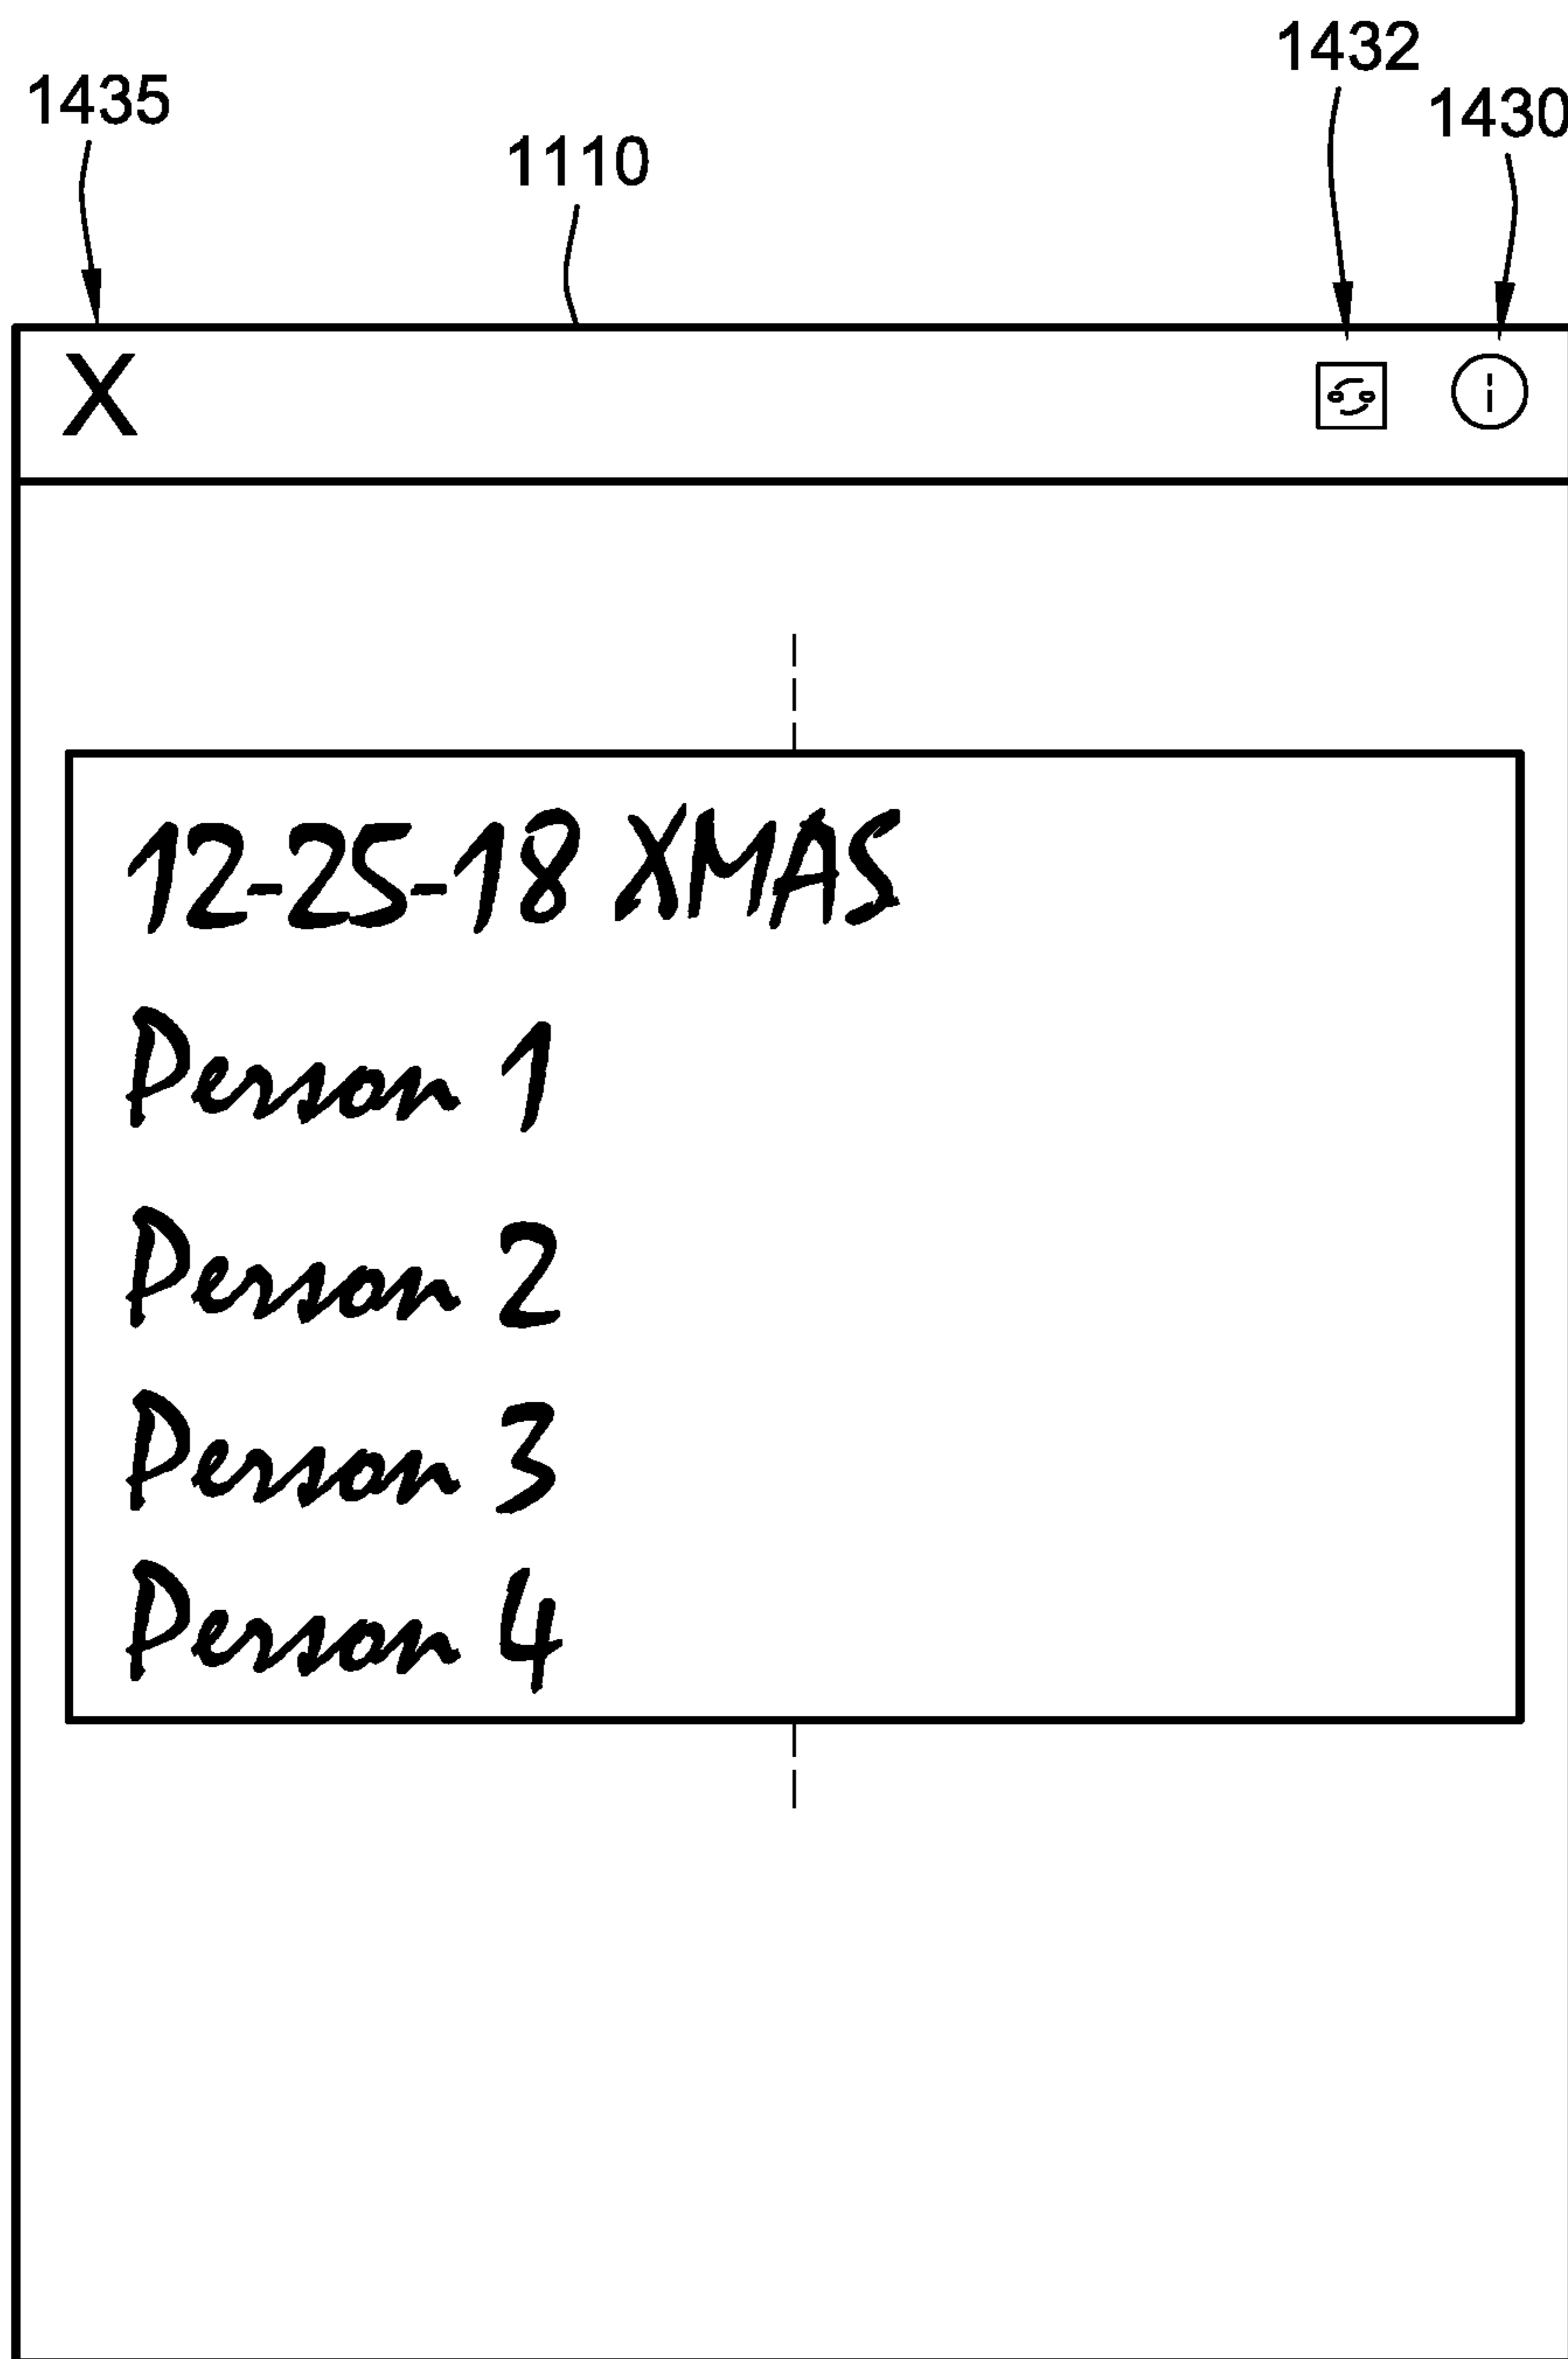 1432
1435
1430
1110
X
i
12-25-18 XMAS
Person 1
Person 2
Person 3
Person 4